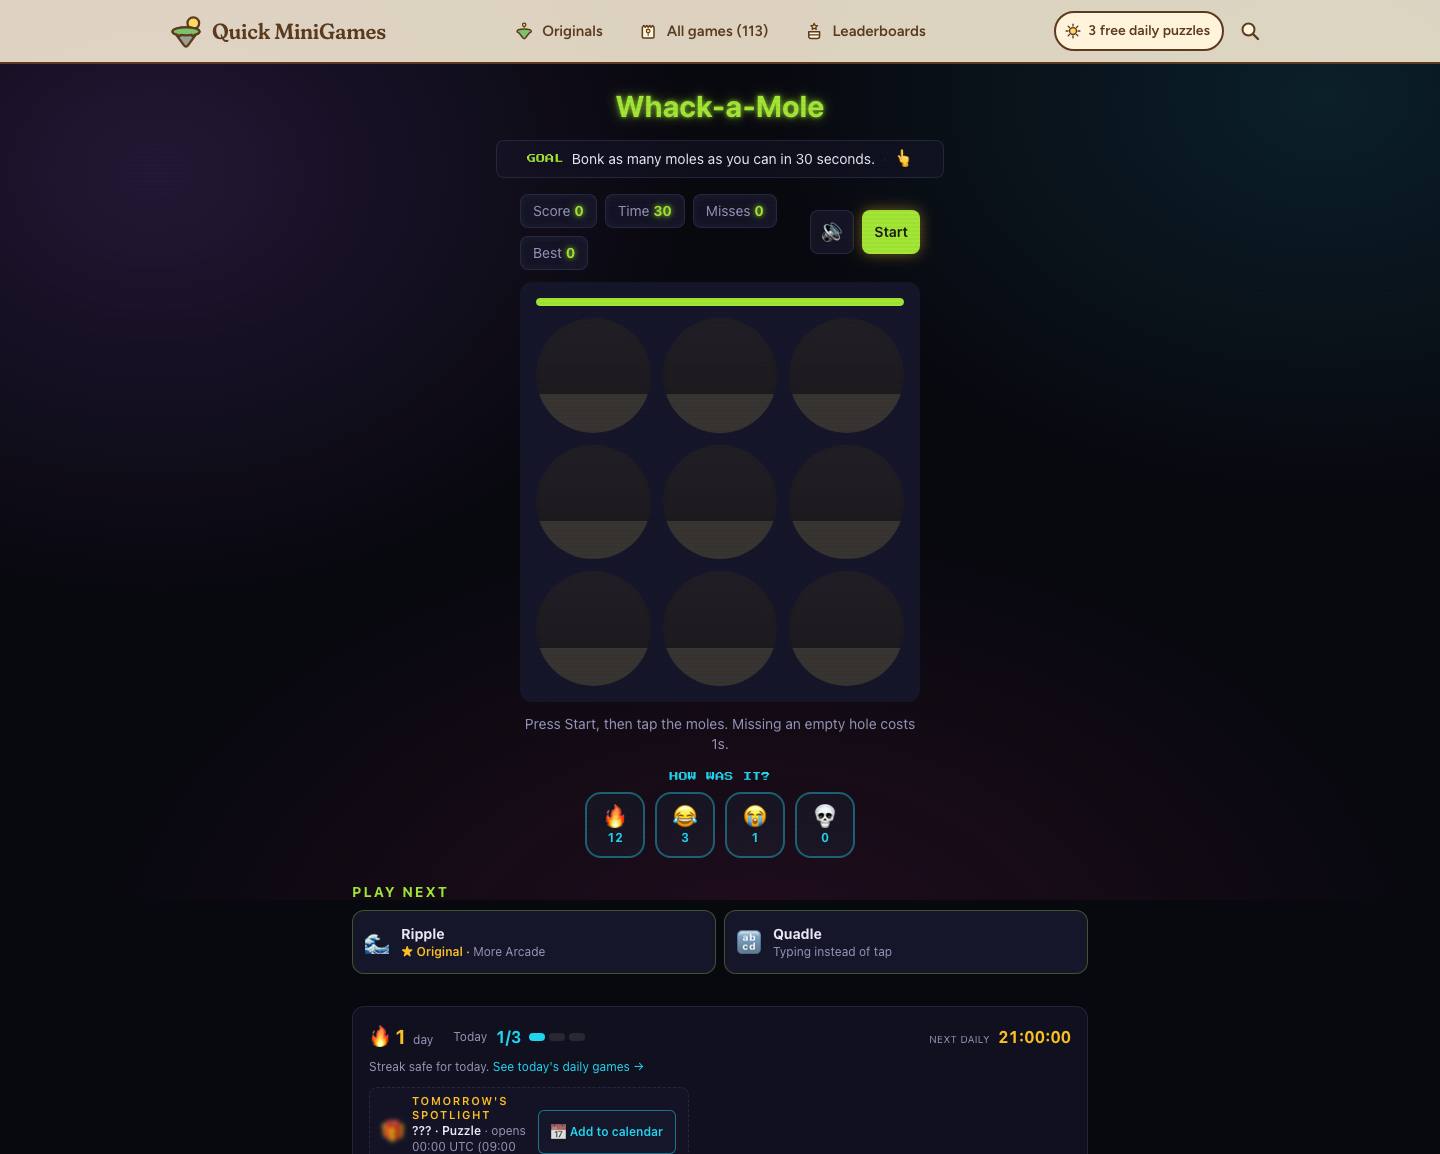 Quick MiniGames
Originals
All games (113)
Leaderboards
3 free daily puzzles
Whack-a-Mole
GOAL Bonk as many moles as you can in 30 seconds.
Score 0
Time 30
Misses 0
Best 0
Start
Press Start, then tap the moles. Missing an empty hole costs
1s.
HOW WAS IT?
12
3
1
0
PLAY NEXT
Ripple
Original · More Arcade
Quadle
Typing instead of tap
1 day
Today 1/3
NEXT DAILY 21:00:00
Streak safe for today. See today's daily games →
TOMORROW'S
SPOTLIGHT
??? · Puzzle · opens
00:00 UTC (09:00
Add to calendar